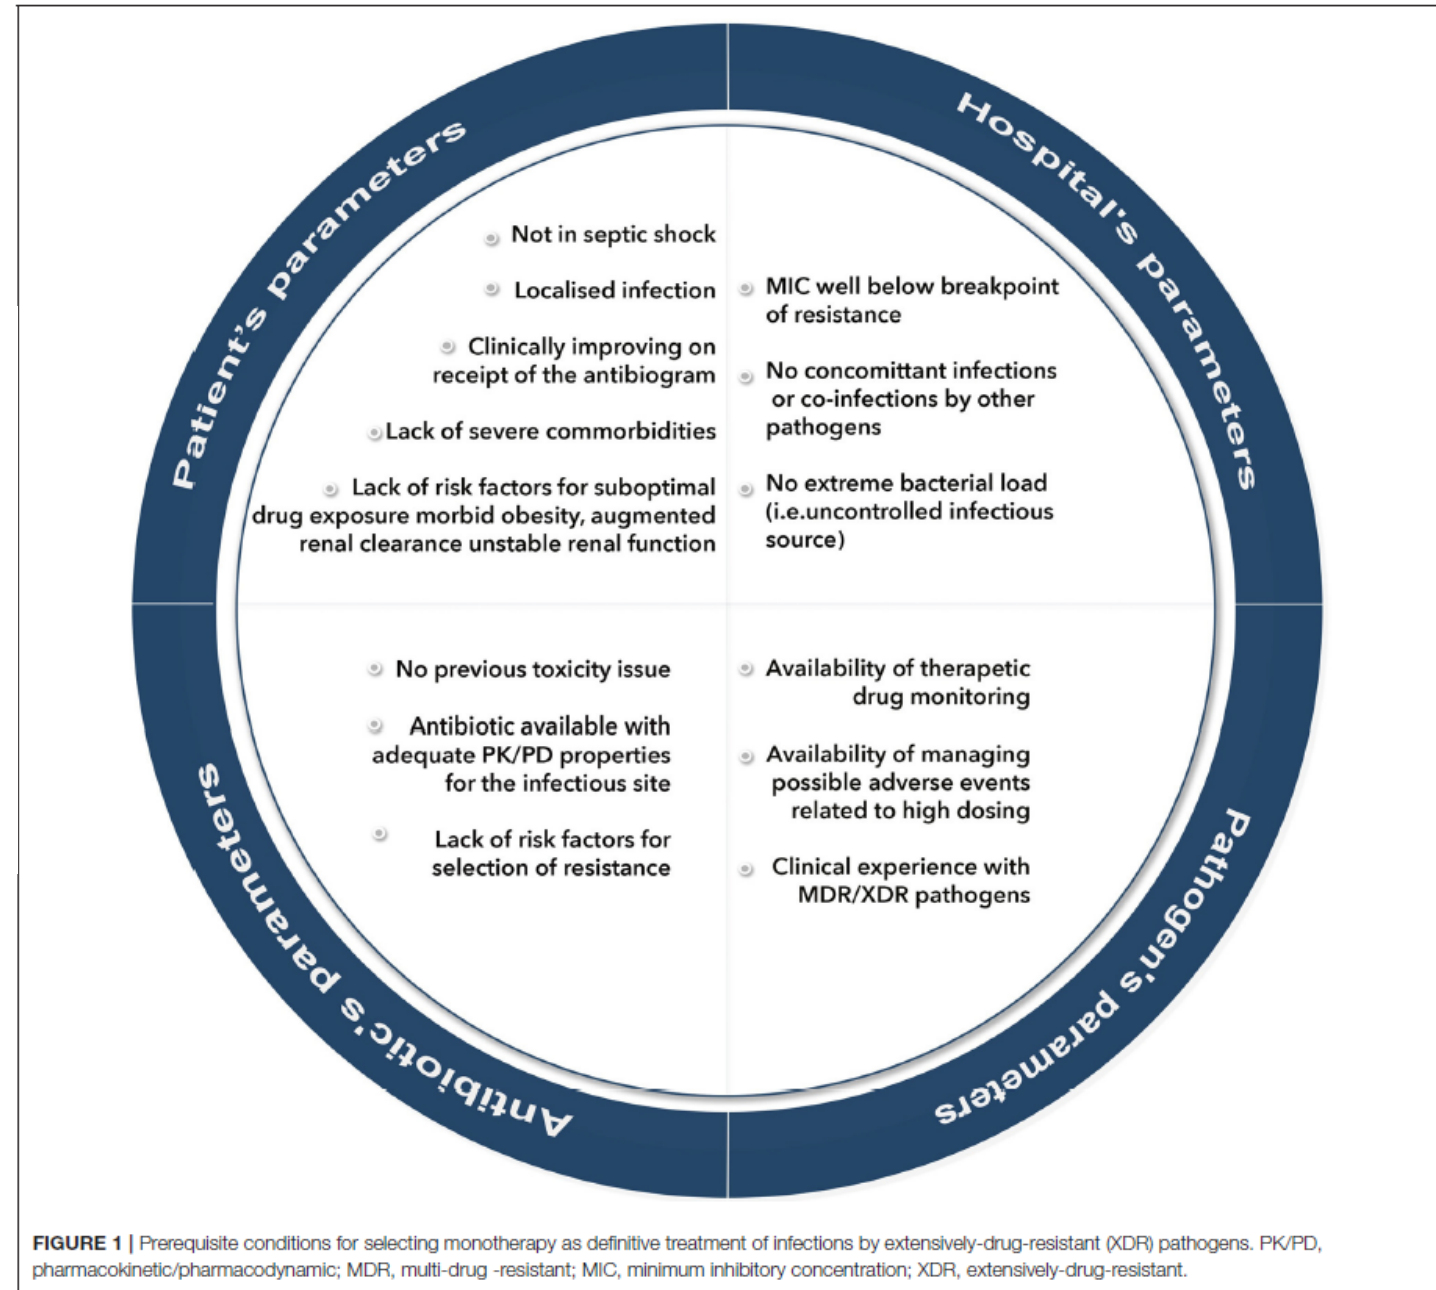 Patient's parameters
Not in septic shock
Localised infection
Clinically improving on
receipt of the antibiogram
Lack of severe commorbidities
Lack of risk factors for suboptimal
drug exposure morbid obesity, augmented
renal clearance unstable renal function
Hospital's parameters
MIC well below breakpoint
of resistance
No concomittant infections
or co-infections by other
pathogens
No extreme bacterial load
(i.e.uncontrolled infectious
source)
Antibiotic's parameters
No previous toxicity issue
Antibiotic available with
adequate PK/PD properties
for the infectious site
Lack of risk factors for
selection of resistance
Pathogen's parameters
Availability of therapetic
drug monitoring
Availability of managing
possible adverse events
related to high dosing
Clinical experience with
MDR/XDR pathogens
FIGURE 1 | Prerequisite conditions for selecting monotherapy as definitive treatment of infections by extensively-drug-resistant (XDR) pathogens. PK/PD,
pharmacokinetic/pharmacodynamic; MDR, multi-drug -resistant; MIC, minimum inhibitory concentration; XDR, extensively-drug-resistant.